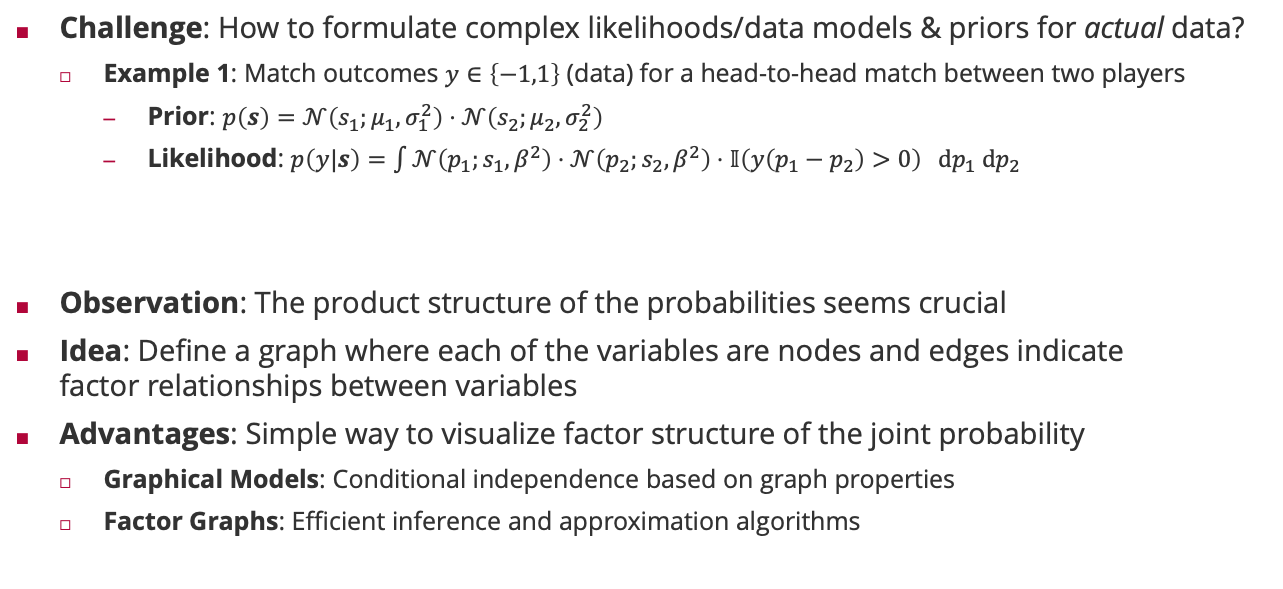 Challenge: How to formulate complex likelihoods/data models & priors for actual data?
Example 1: Match outcomes y ∈ {−1,1} (data) for a head-to-head match between two players
Prior: p(s) = 𝒩(s₁; μ₁, σ₁²) · 𝒩(s₂; μ₂, σ₂²)
Likelihood: p(y|s) = ∫ 𝒩(p₁; s₁, β²) · 𝒩(p₂; s₂, β²) · 𝕀(y(p₁ − p₂) > 0) dp₁ dp₂
Observation: The product structure of the probabilities seems crucial
Idea: Define a graph where each of the variables are nodes and edges indicate
factor relationships between variables
Advantages: Simple way to visualize factor structure of the joint probability
Graphical Models: Conditional independence based on graph properties
Factor Graphs: Efficient inference and approximation algorithms